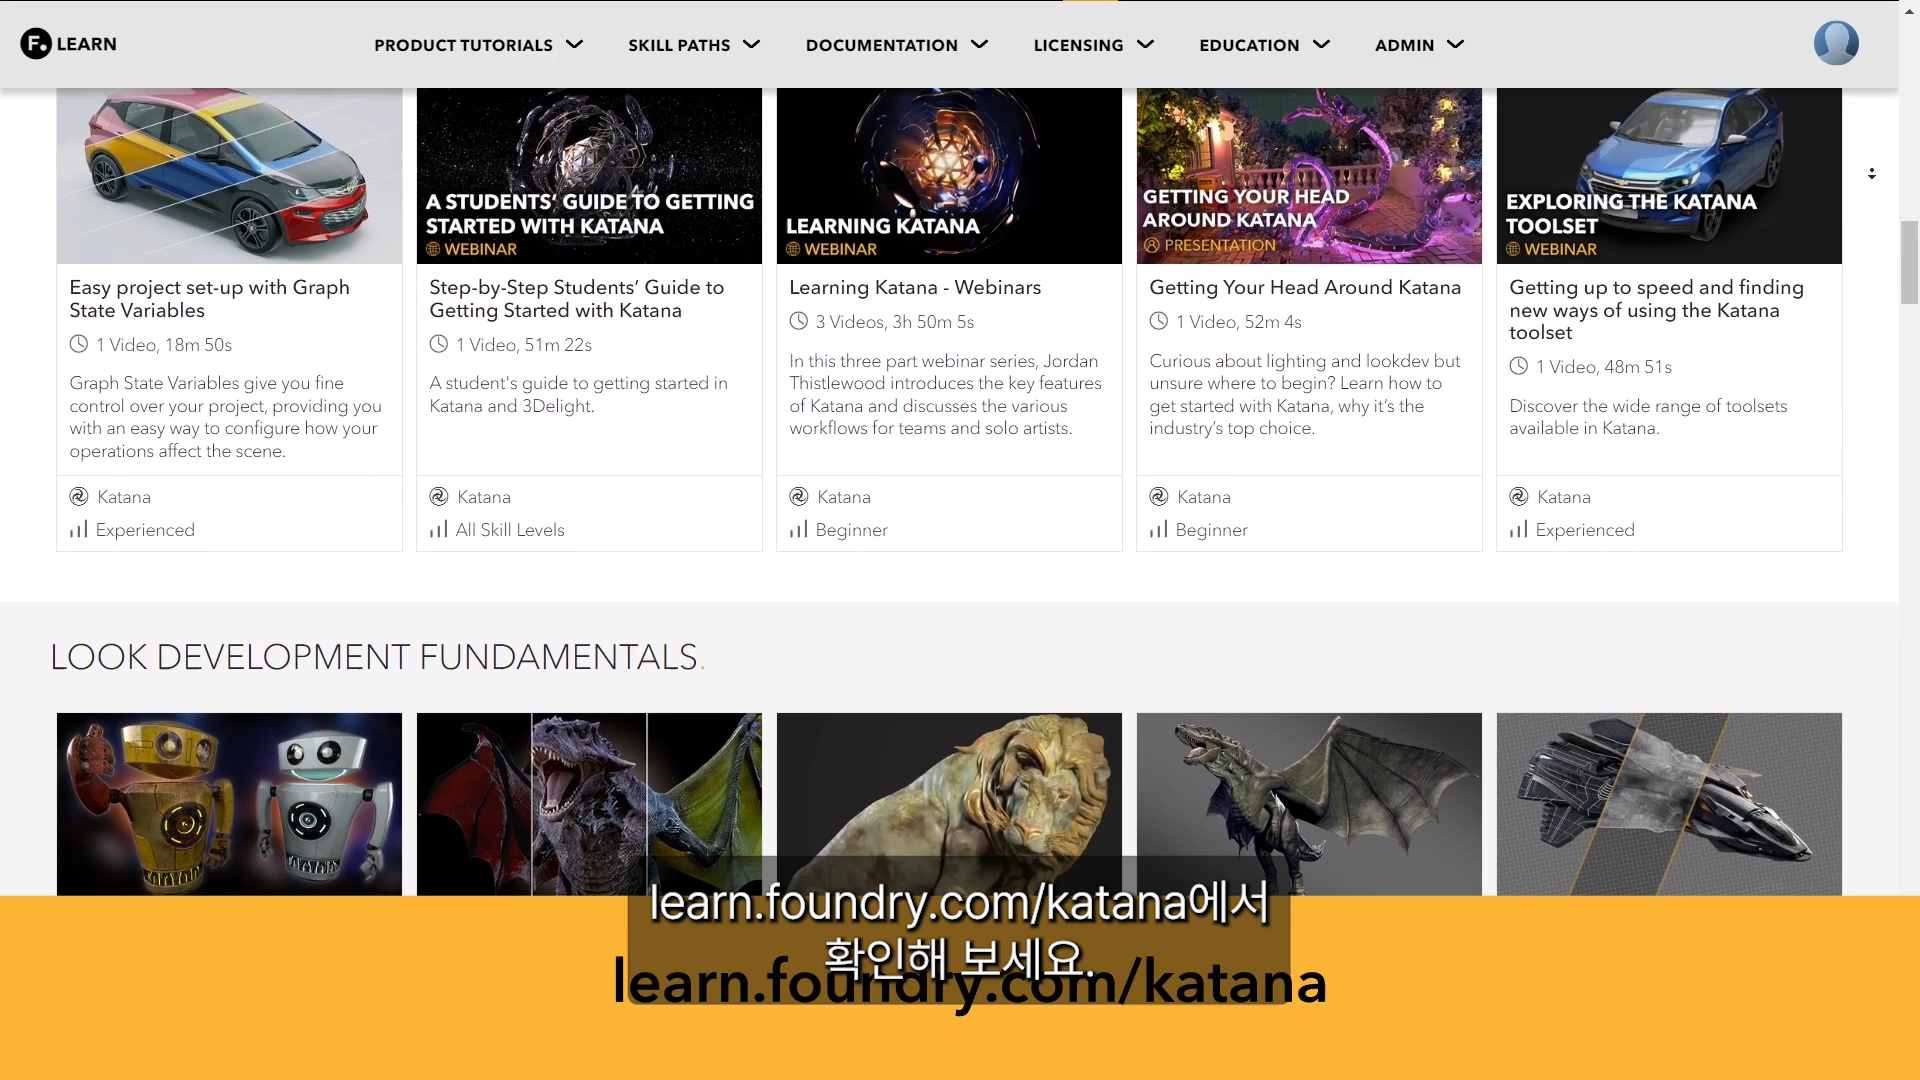 F. LEARN
PRODUCT TUTORIALS
SKILL PATHS
DOCUMENTATION
LICENSING
EDUCATION
ADMIN
Easy project set-up with Graph
State Variables
1 Video, 18m 50s
Graph State Variables give you fine
control over your project, providing you
with an easy way to configure how your
operations affect the scene.
Katana
Experienced
A STUDENTS' GUIDE TO GETTING
STARTED WITH KATANA
WEBINAR
Step-by-Step Students’ Guide to
Getting Started with Katana
1 Video, 51m 22s
A student's guide to getting started in
Katana and 3Delight.
Katana
All Skill Levels
LEARNING KATANA
WEBINAR
Learning Katana - Webinars
3 Videos, 3h 50m 5s
In this three part webinar series, Jordan
Thistlewood introduces the key features
of Katana and discusses the various
workflows for teams and solo artists.
Katana
Beginner
GETTING YOUR HEAD
AROUND KATANA
PRESENTATION
Getting Your Head Around Katana
1 Video, 52m 4s
Curious about lighting and lookdev but
unsure where to begin? Learn how to
get started with Katana, why it’s the
industry’s top choice.
Katana
Beginner
EXPLORING THE KATANA
TOOLSET
WEBINAR
Getting up to speed and finding
new ways of using the Katana
toolset
1 Video, 48m 51s
Discover the wide range of toolsets
available in Katana.
Katana
Experienced
LOOK DEVELOPMENT FUNDAMENTALS.
learn.foundry.com/katana에서
확인해 보세요.
learn.foundry.com/katana